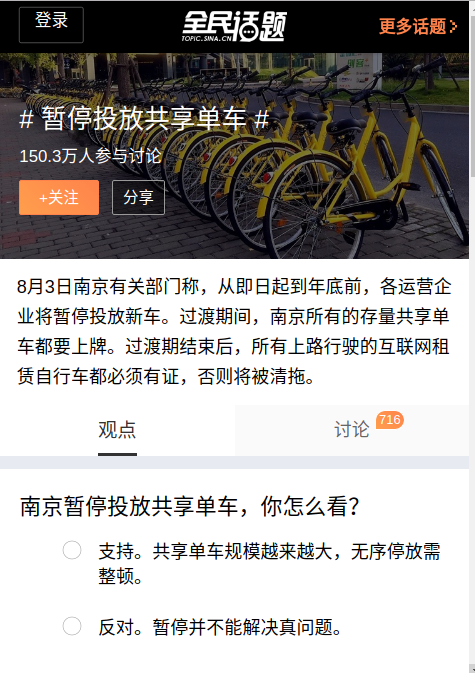 登录
全民话题
TOPIC.SINA.CN
更多话题
# 暂停投放共享单车 #
150.3万人参与讨论
+关注
分享
8月3日南京有关部门称，从即日起到年底前，各运营企
业将暂停投放新车。过渡期间，南京所有的存量共享单
车都要上牌。过渡期结束后，所有上路行驶的互联网租
赁自行车都必须有证，否则将被清拖。
观点
讨论
716
南京暂停投放共享单车，你怎么看?
支持。共享单车规模越来越大，无序停放需
整顿。
反对。暂停并不能解决真问题。